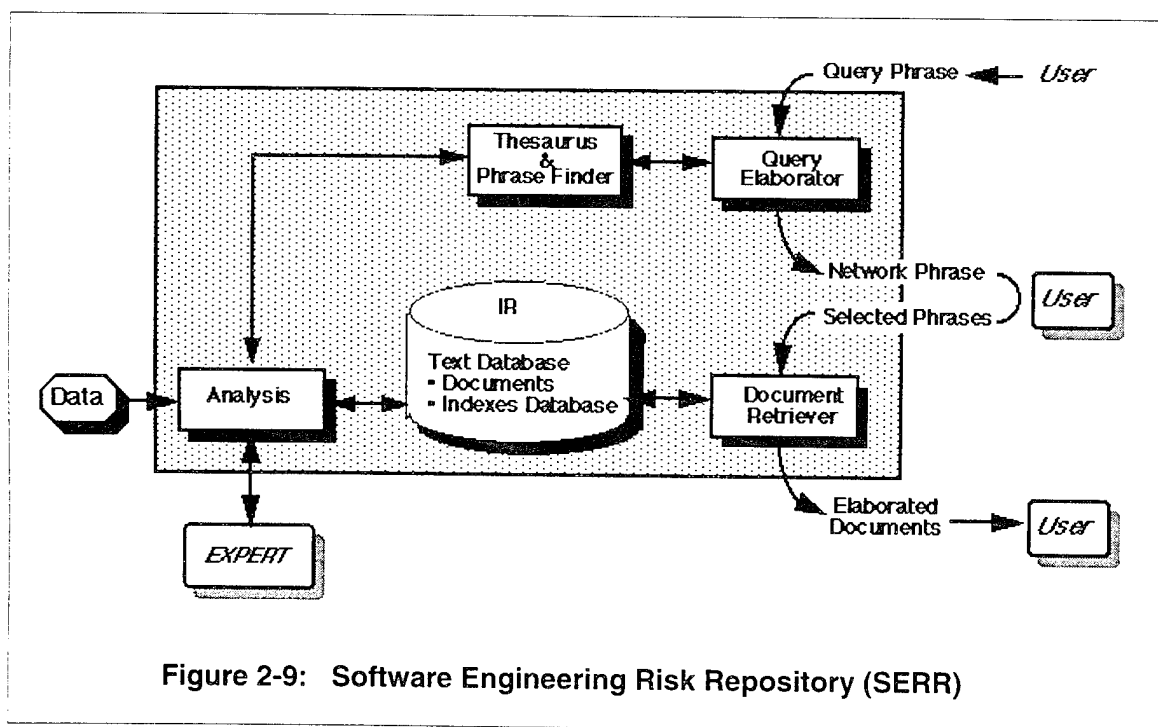 Query Phrase
User
Thesaurus
&
Phrase Finder
Query
Elaborator
Network Phrase
User
Selected Phrases
IR
Text Database
▪ Documents
▪ Indexes Database
Data
Analysis
Document
Retriever
EXPERT
Elaborated
Documents
User
Figure 2-9: Software Engineering Risk Repository (SERR)